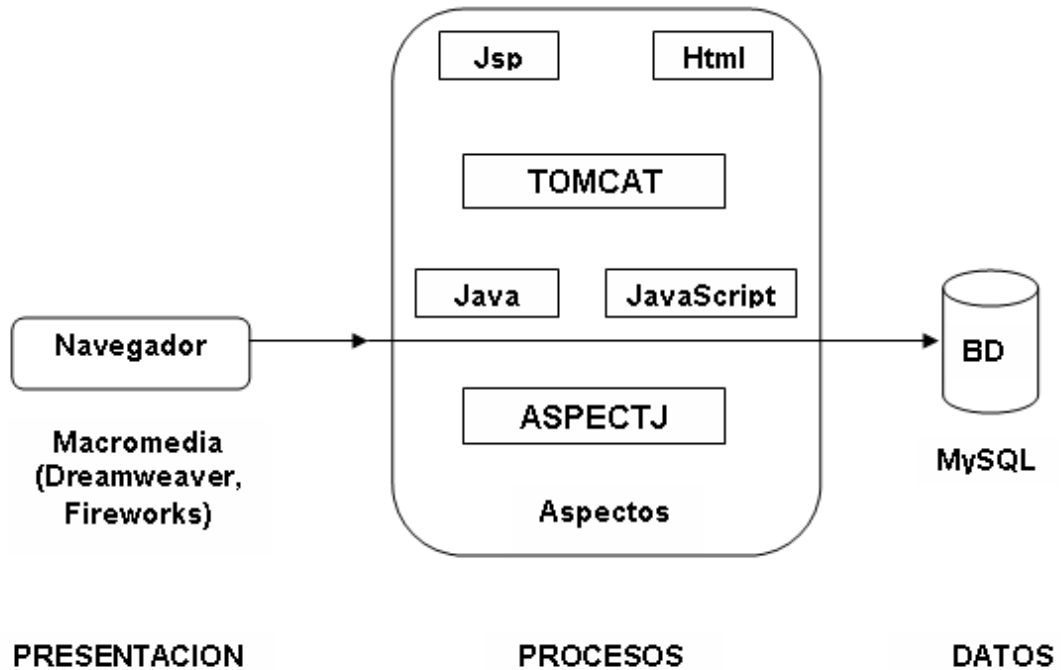 Jsp
Html
TOMCAT
Java
JavaScript
Navegador
BD
ASPECTJ
Macromedia
(Dreamweaver,
Fireworks)
MySQL
Aspectos
PRESENTACION
PROCESOS
DATOS